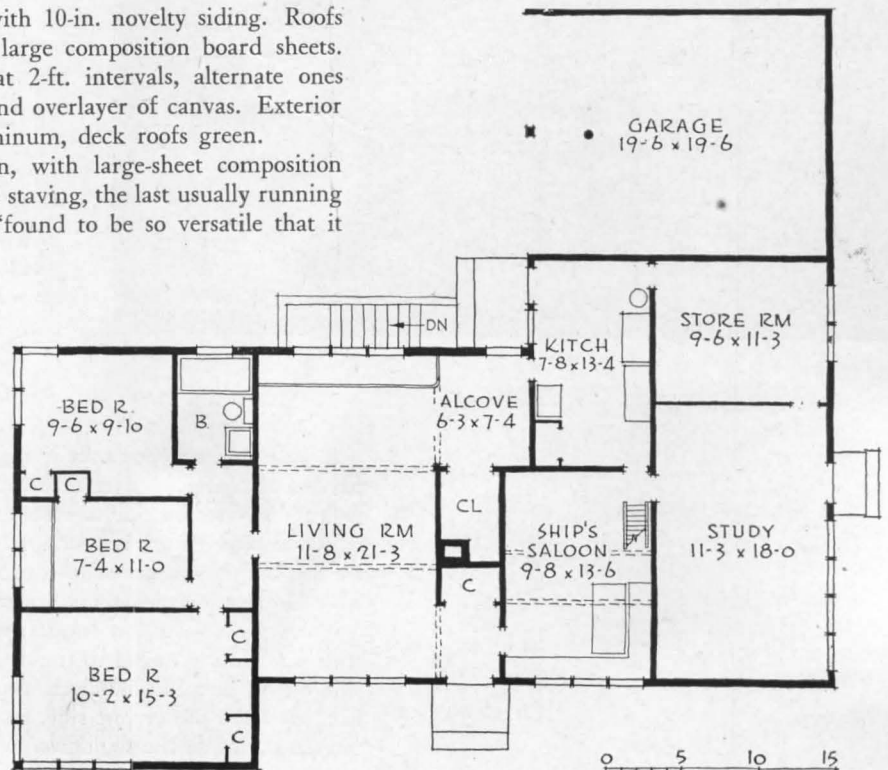 with 10-in. novelty siding. Roofs
large composition board sheets.
at 2-ft. intervals, alternate ones
nd overlayer of canvas. Exterior
minum, deck roofs green.
n, with large-sheet composition
staving, the last usually running
found to be so versatile that it
GARAGE
19-6 x 19-6
DN
KITCH
7-8 x 13-4
STORE RM
9-6 x 11-3
BED R.
9-6 x 9-10
B
ALCOVE
6-3 x 7-4
C
C
CL
BED R
7-4 x 11-0
LIVING RM
11-8 x 21-3
SHIP'S
SALOON
9-8 x 13-6
STUDY
11-3 x 18-0
C
C
BED R
10-2 x 15-3
C
0 5 10 15